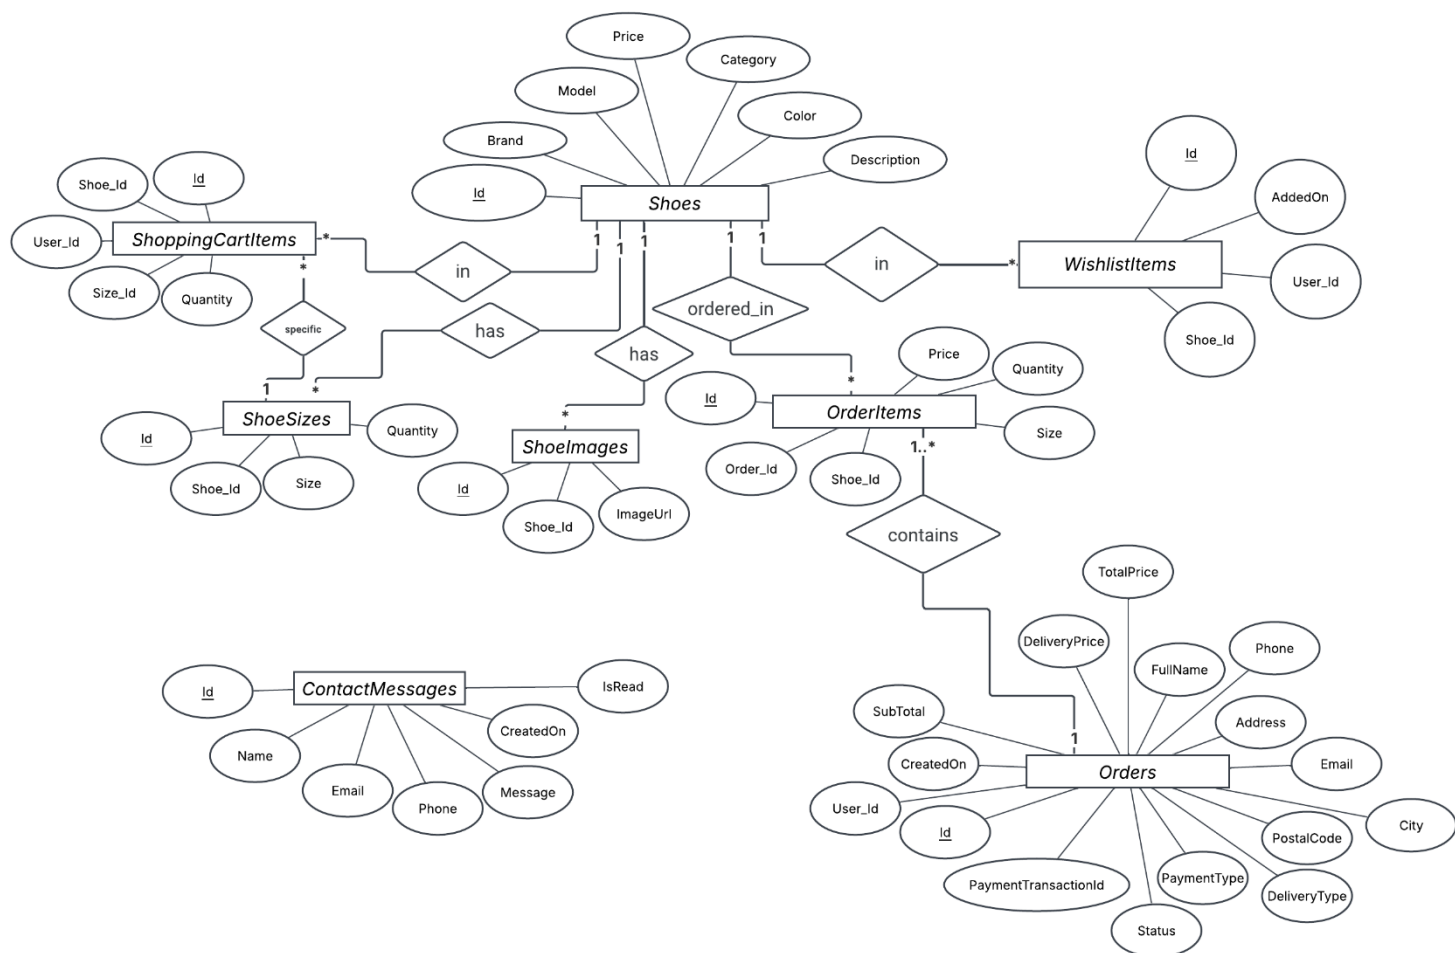 Price
Category
Model
Color
Brand
Description
Id
Shoes
1
1
1
1
1
Id
AddedOn
User_Id
Shoe_Id
WishlistItems
*
in
Shoe_Id
Id
User_Id
ShoppingCartItems
*
*
Size_Id
Quantity
in
specific
has
has
ordered_in
1
*
*
*
ShoeSizes
Id
Quantity
Shoe_Id
Size
ShoeImages
Id
Shoe_Id
ImageUrl
Price
Quantity
Id
OrderItems
Size
Order_Id
Shoe_Id
1..*
contains
TotalPrice
DeliveryPrice
Phone
FullName
SubTotal
Address
1
CreatedOn
Orders
Email
User_Id
Id
City
PostalCode
PaymentTransactionId
PaymentType
DeliveryType
Status
Id
ContactMessages
IsRead
CreatedOn
Name
Email
Message
Phone